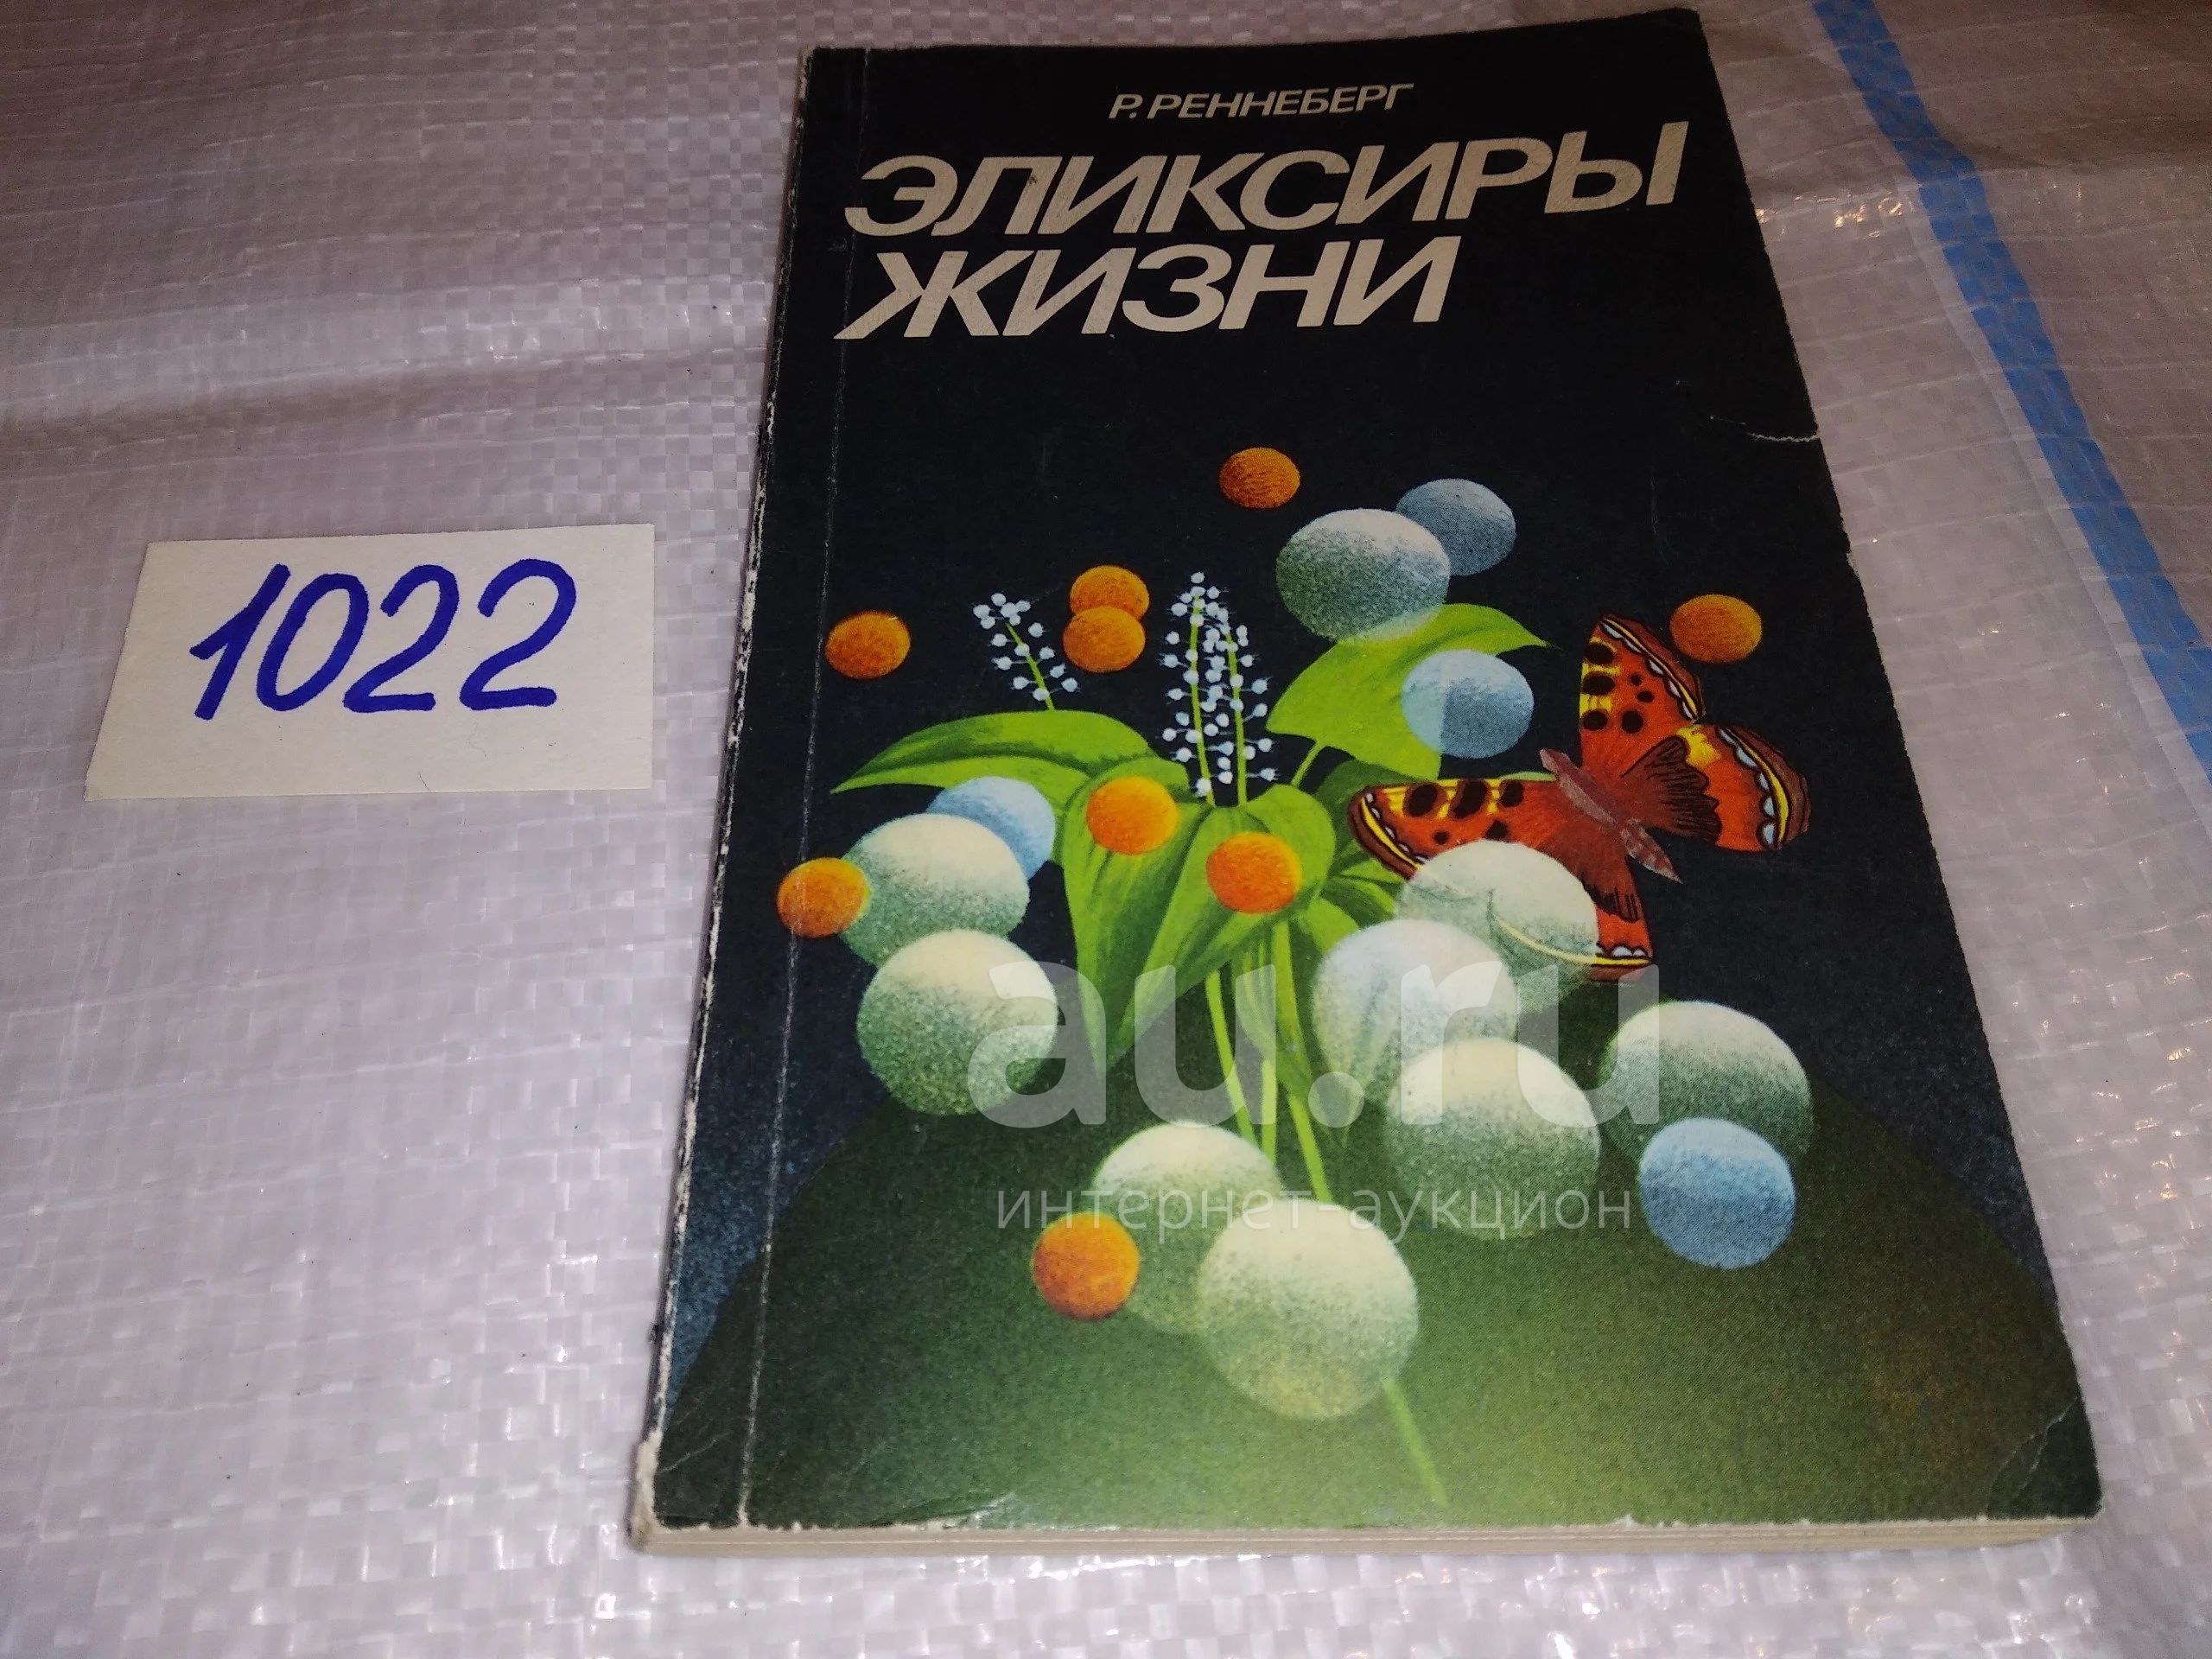 Р. РЕННЕБЕРГ
ЭЛИКСИРЫ
ЖИЗНИ
1022
au.ru
интернет-аукцион